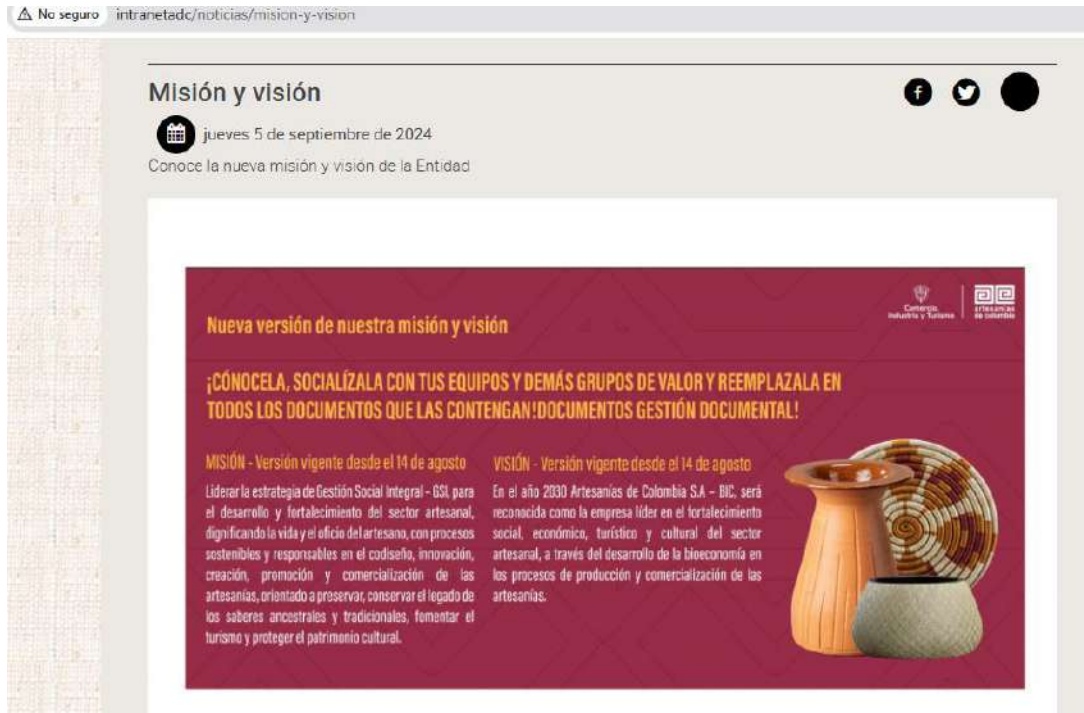 No seguro intranetadc/noticias/mision-y-vision
Misión y visión
jueves 5 de septiembre de 2024
Conoce la nueva misión y visión de la Entidad
Comercio,
Industria y Turismo
artesanías
de colombia
Nueva versión de nuestra misión y visión
¡CÓNOCELA, SOCIALÍZALA CON TUS EQUIPOS Y DEMÁS GRUPOS DE VALOR Y REEMPLAZALA EN
TODOS LOS DOCUMENTOS QUE LAS CONTENGAN!DOCUMENTOS GESTIÓN DOCUMENTAL!
MISIÓN - Versión vigente desde el 14 de agosto
Liderar la estrategia de Gestión Social Integral - GSI, para
el desarrollo y fortalecimiento del sector artesanal,
dignificando la vida y el oficio del artesano, con procesos
sostenibles y responsables en el codiseño, innovación,
creación, promoción y comercialización de las
artesanías, orientado a preservar, conservar el legado de
los saberes ancestrales y tradicionales, fomentar el
turismo y proteger el patrimonio cultural.
VISIÓN - Versión vigente desde el 14 de agosto
En el año 2030 Artesanías de Colombia S.A - BIC, será
reconocida como la empresa líder en el fortalecimiento
social, económico, turístico y cultural del sector
artesanal, a través del desarrollo de la bioeconomía en
los procesos de producción y comercialización de las
artesanías.